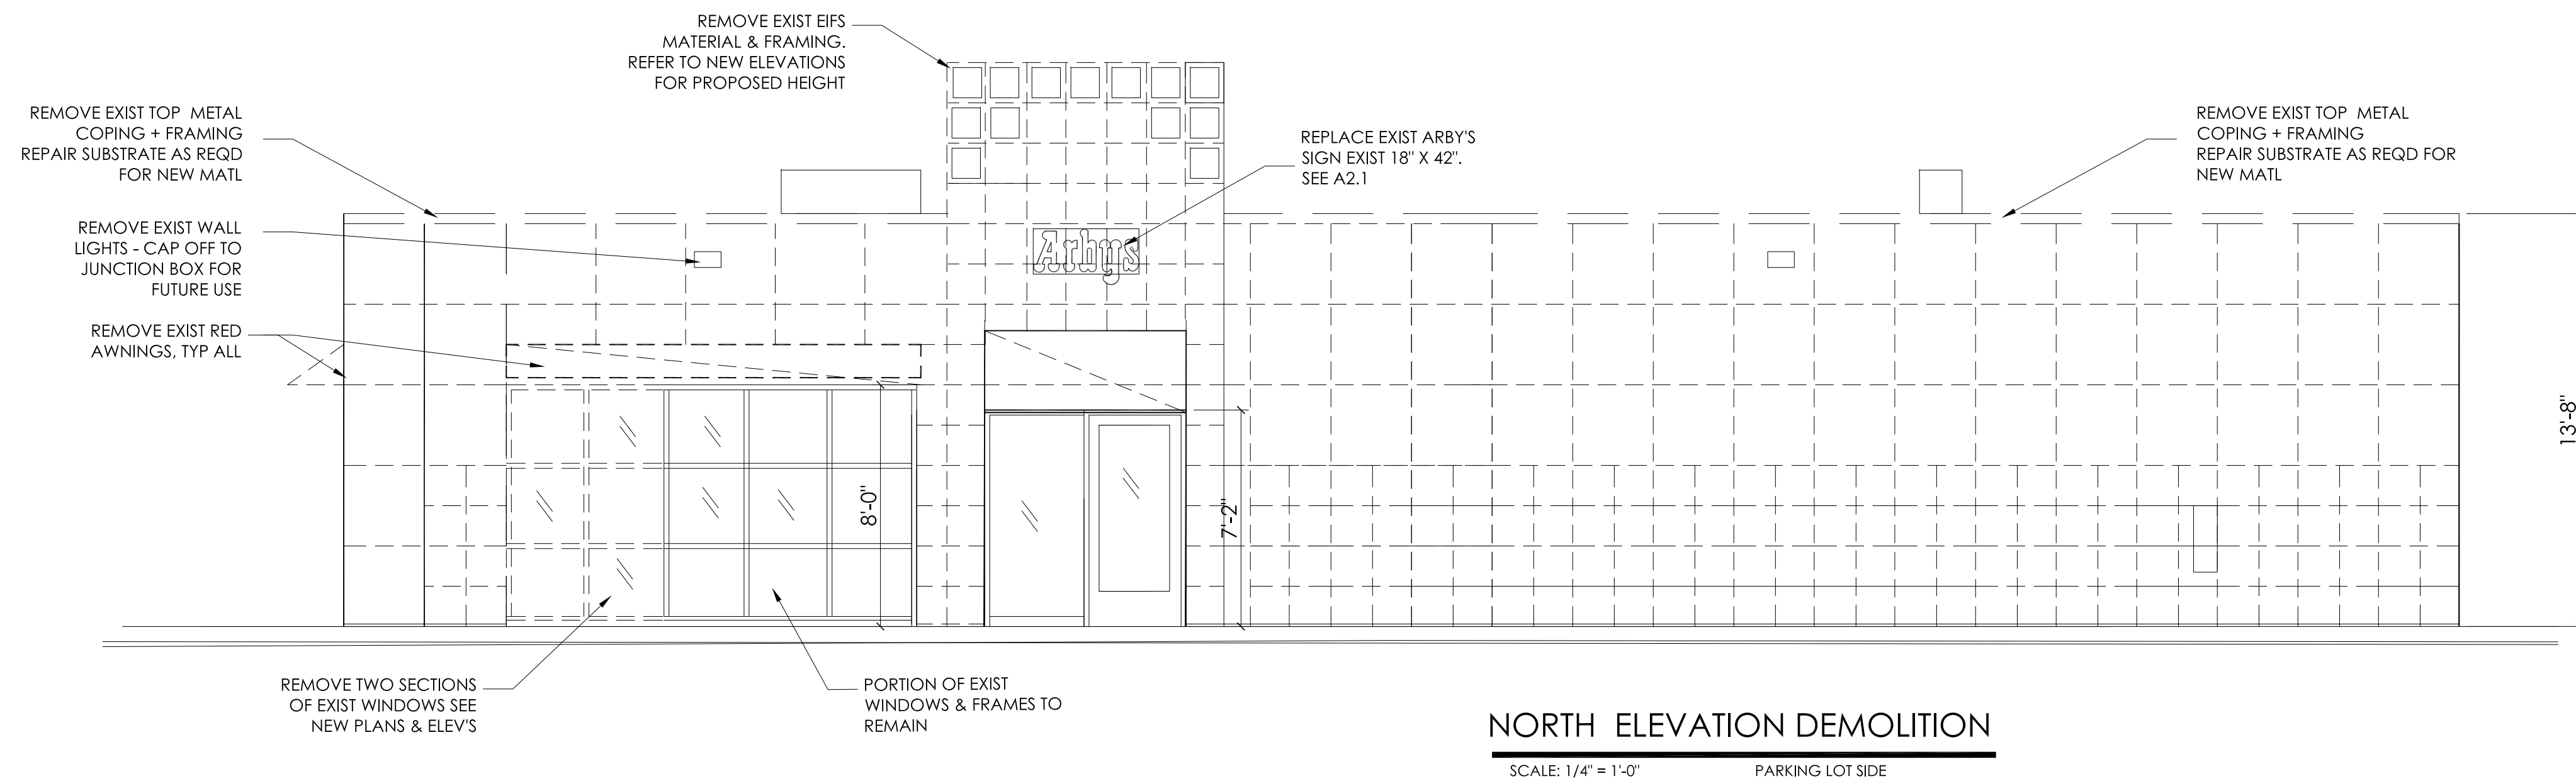 REMOVE EXIST EIFS
MATERIAL & FRAMING.
REFER TO NEW ELEVATIONS
FOR PROPOSED HEIGHT
REMOVE EXIST TOP  METAL
COPING + FRAMING
REPAIR SUBSTRATE AS REQD
FOR NEW MATL
REPLACE EXIST ARBY'S
SIGN EXIST 18" X 42".
SEE A2.1
REMOVE EXIST TOP  METAL
COPING + FRAMING
REPAIR SUBSTRATE AS REQD FOR
NEW MATL
REMOVE EXIST WALL
LIGHTS - CAP OFF TO
JUNCTION BOX FOR
FUTURE USE
Arbys
REMOVE EXIST RED
AWNINGS, TYP ALL
13'-8"
8'-0"
7'-2"
REMOVE TWO SECTIONS
OF EXIST WINDOWS SEE
NEW PLANS & ELEV'S
PORTION OF EXIST
WINDOWS & FRAMES TO
REMAIN
NORTH  ELEVATION DEMOLITION
SCALE: 1/4" = 1'-0"
PARKING LOT SIDE